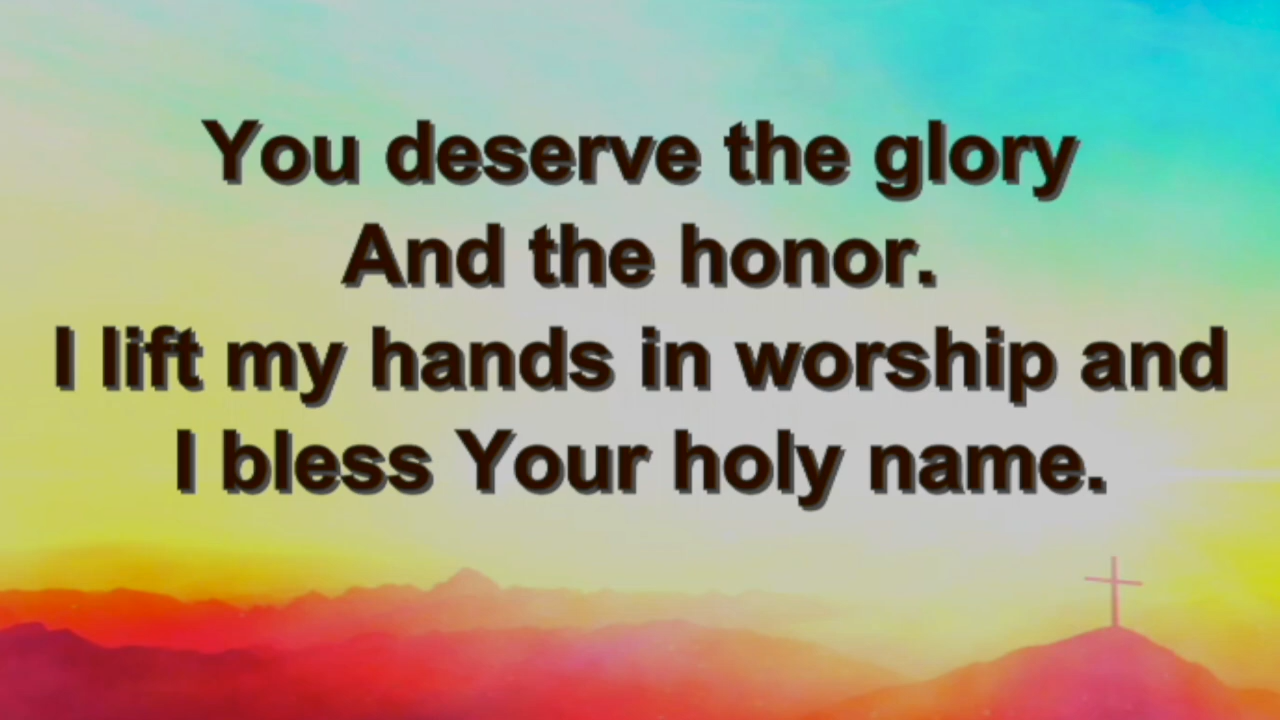 You deserve the glory
And the honor.
I lift my hands in worship and
I bless Your holy name.